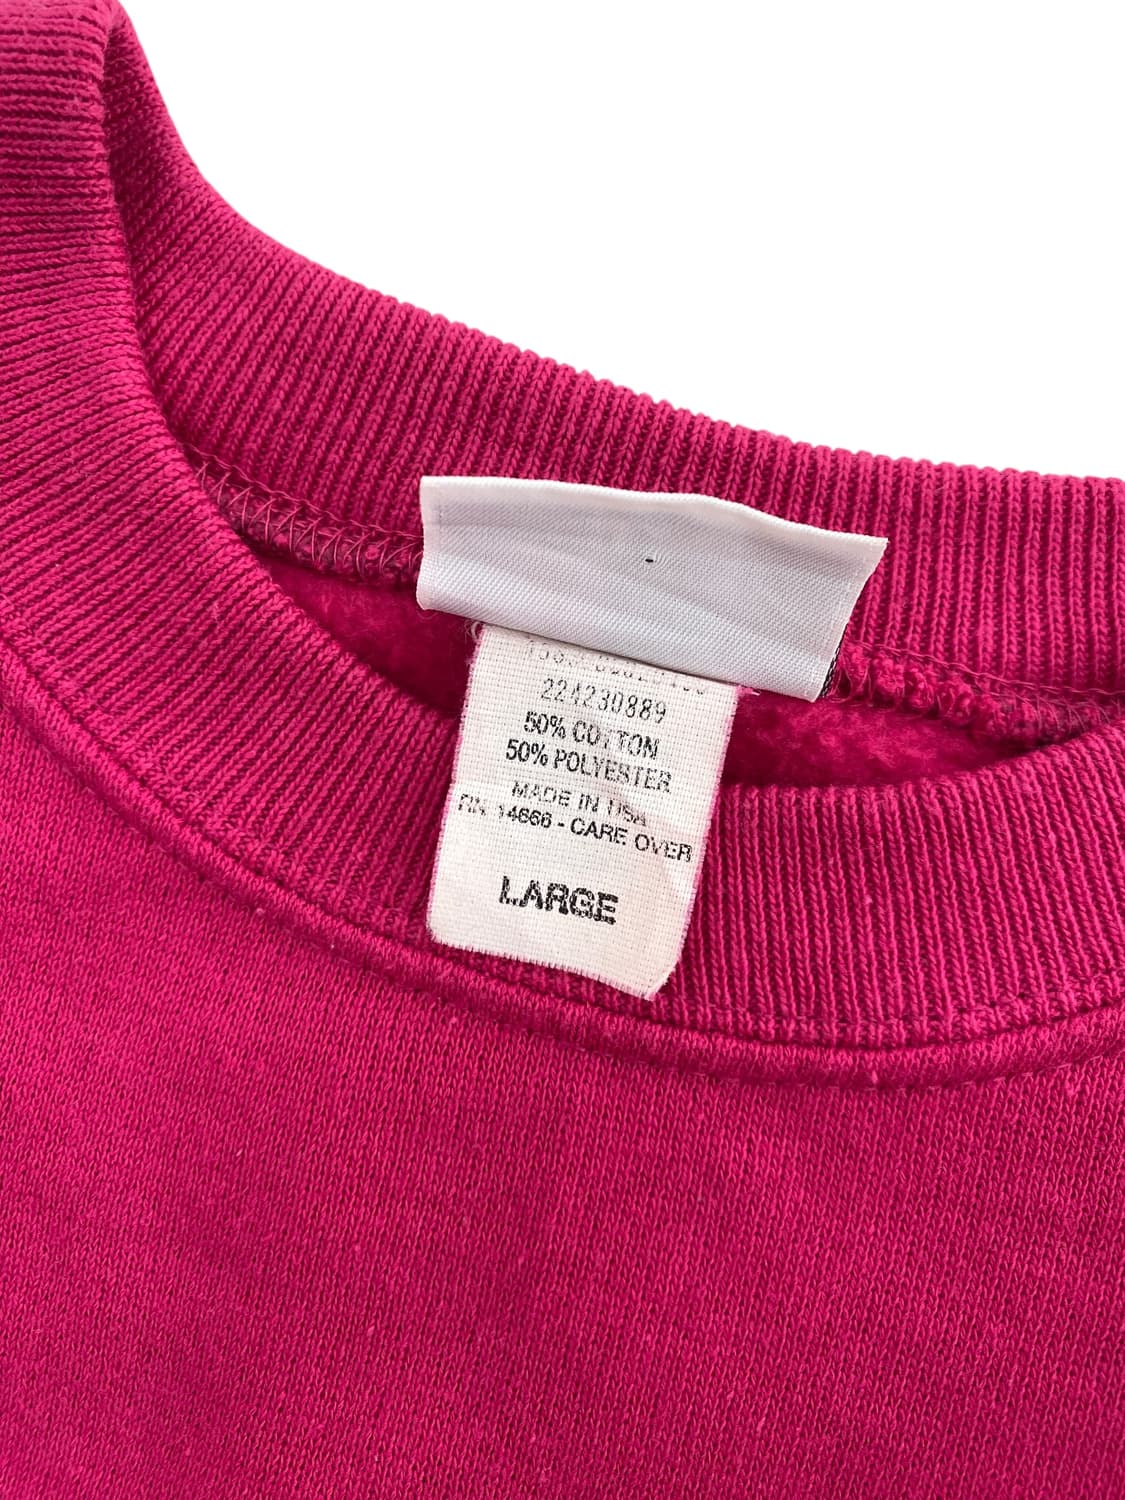 224230889
50% COTTON
50% POLYESTER
MADE IN USA
RN 14666 - CARE OVER
LARGE